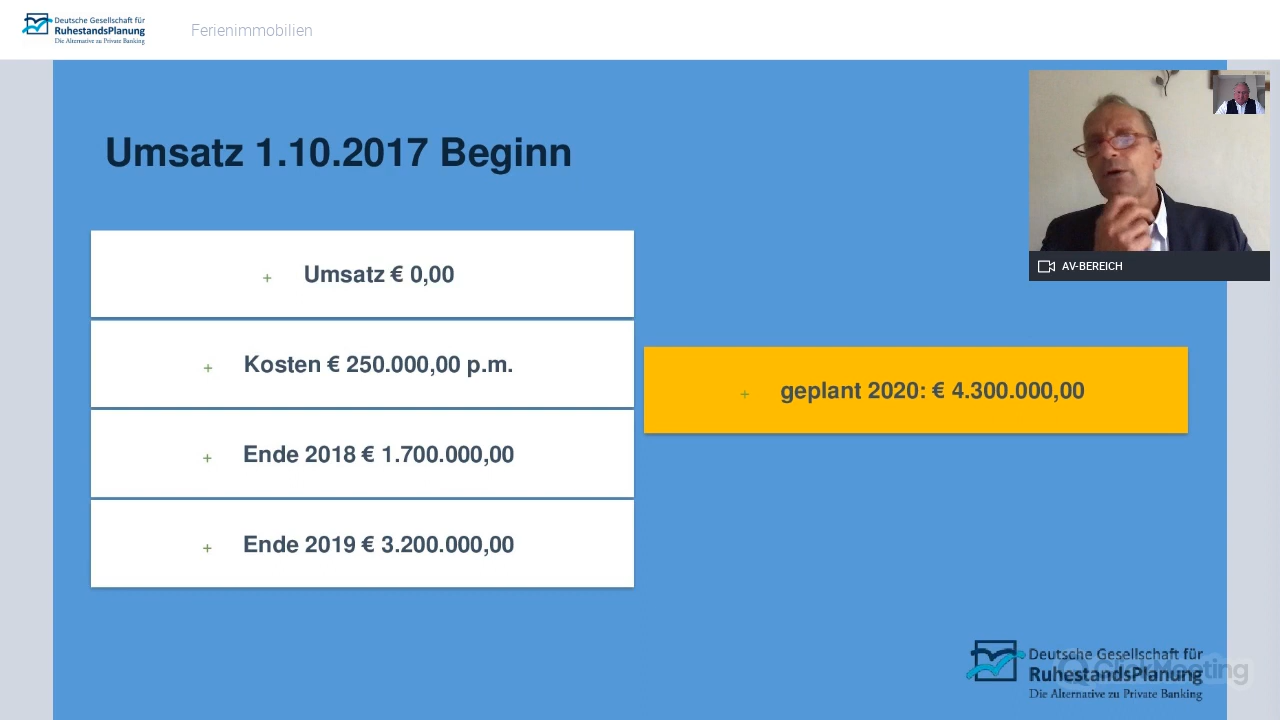 Deutsche Gesellschaft für
RuhestandsPlanung
Die Alternative zu Private Banking
Ferienimmobilien
Umsatz 1.10.2017 Beginn
+ Umsatz € 0,00
+ Kosten € 250.000,00 p.m.
+ Ende 2018 € 1.700.000,00
+ Ende 2019 € 3.200.000,00
+ geplant 2020: € 4.300.000,00
AV-BEREICH
Deutsche Gesellschaft für
RuhestandsPlanung
Die Alternative zu Private Banking
ClickMeeting